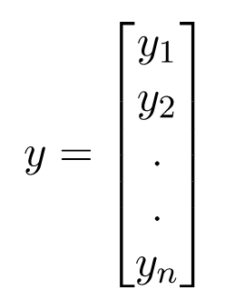 y₁
y₂
y = .
.
yₙ